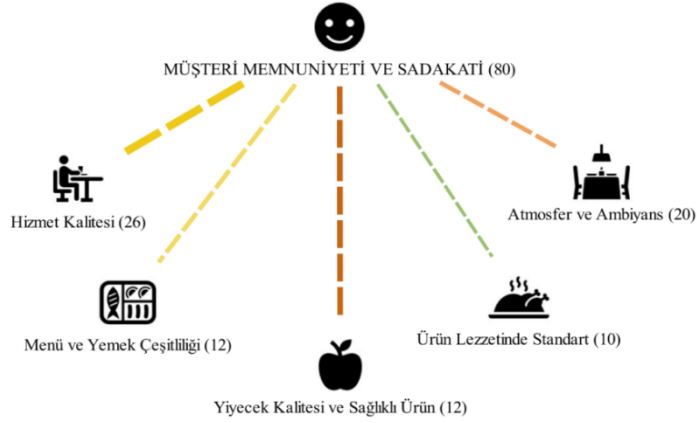 MÜŞTERİ MEMNUNİYETİ VE SADAKATİ (80)
Hizmet Kalitesi (26)
Atmosfer ve Ambiyans (20)
Menü ve Yemek Çeşitliliği (12)
Ürün Lezzetinde Standart (10)
Yiyecek Kalitesi ve Sağlıklı Ürün (12)